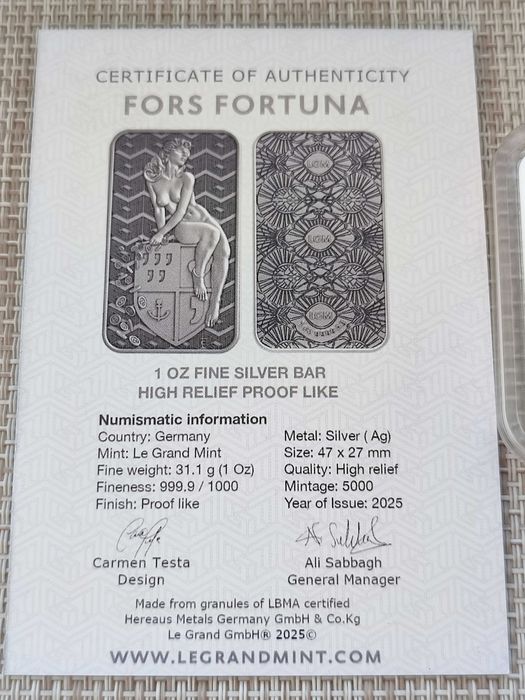 CERTIFICATE OF AUTHENTICITY
FORS FORTUNA
LGM
LGM
LGM
1 OZ FINE SILVER BAR
HIGH RELIEF PROOF LIKE
Numismatic information
Country: Germany
Mint: Le Grand Mint
Fine weight: 31.1 g (1 Oz)
Fineness: 999.9 / 1000
Finish: Proof like
Metal: Silver ( Ag)
Size: 47 x 27 mm
Quality: High relief
Mintage: 5000
Year of Issue: 2025
Carmen Testa
Design
Ali Sabbagh
General Manager
Made from granules of LBMA certified
Hereaus Metals Germany GmbH & Co.Kg
Le Grand GmbH® 2025©
WWW.LEGRANDMINT.COM